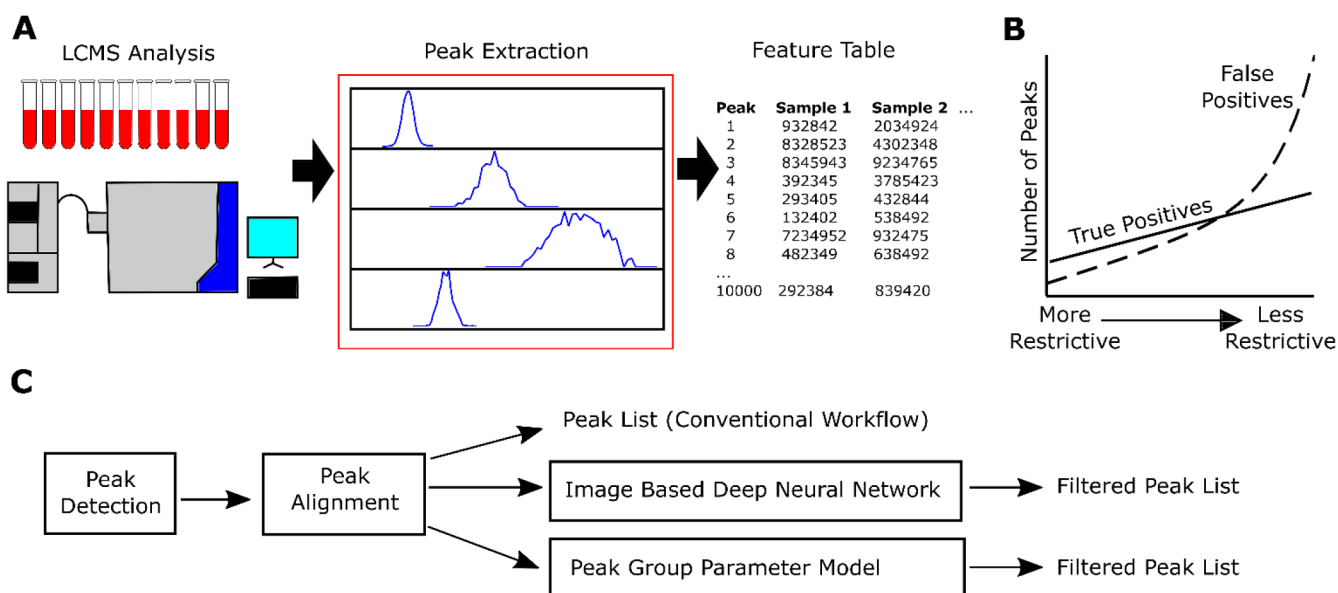 A
LCMS Analysis
Peak Extraction
Feature Table
Peak Sample 1 Sample 2 ...
1 932842 2034924
2 8328523 4302348
3 8345943 9234765
4 392345 3785423
5 293405 432844
6 132402 538492
7 7234952 932475
8 482349 638492
...
10000 292384 839420
B
Number of Peaks
False
Positives
True Positives
More
Restrictive
Less
Restrictive
C
Peak
Detection
Peak
Alignment
Peak List (Conventional Workflow)
Image Based Deep Neural Network
Filtered Peak List
Peak Group Parameter Model
Filtered Peak List